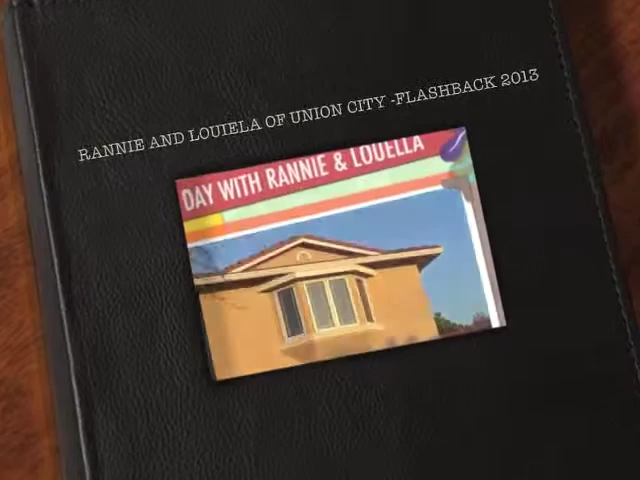 RANNIE AND LOUIELA OF UNION CITY -FLASHBACK 2013
DAY WITH RANNIE & LOUELLA